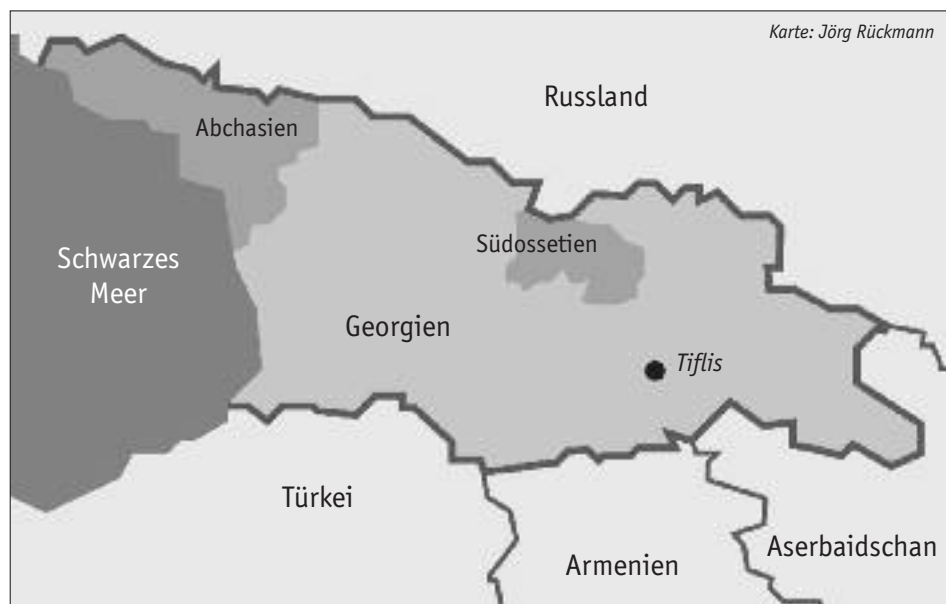 Karte: Jörg Rückmann
Russland
Abchasien
Südossetien
Schwarzes
Meer
Georgien
Tiflis
Türkei
Armenien
Aserbaidschan